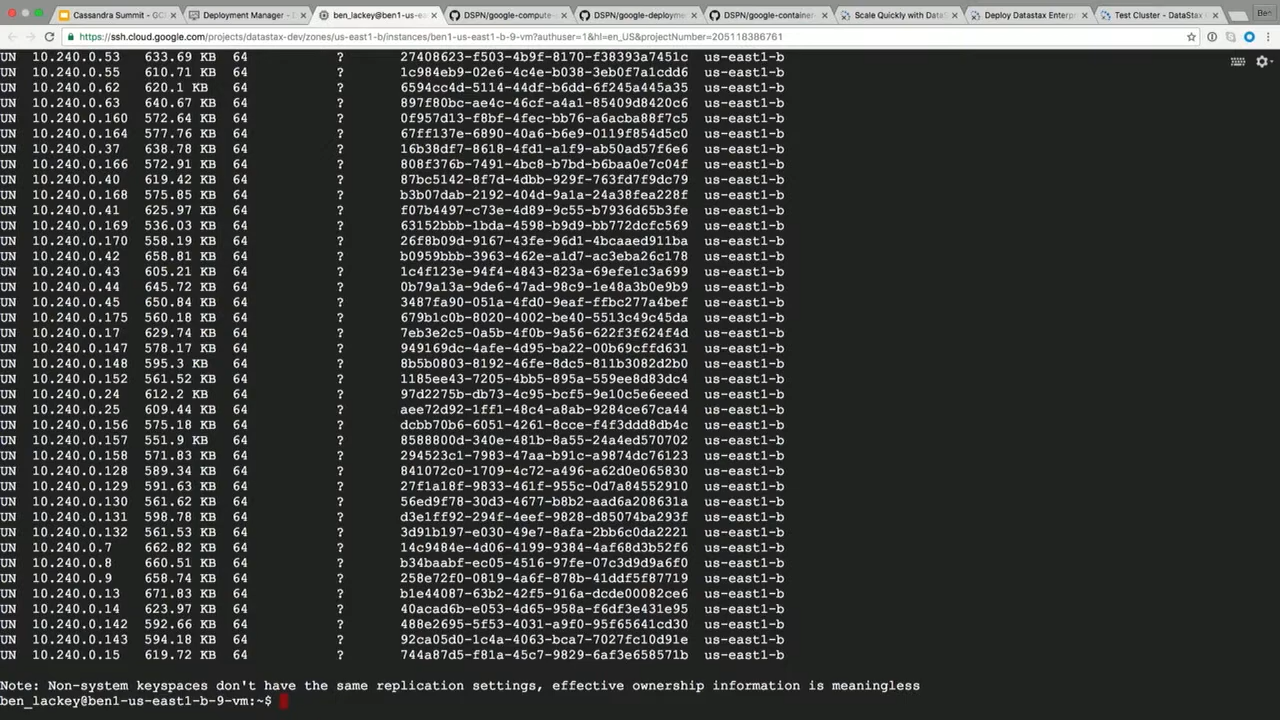 Cassandra Summit - GCP
Deployment Manager -
ben_lackey@ben1-us-eas
DSPN/google-compute-
DSPN/google-deployme
DSPN/google-container
Scale Quickly with DataS
Deploy Datastax Enterpri
Test Cluster - DataStax
Ben
https://ssh.cloud.google.com/projects/datastax-dev/zones/us-east1-b/instances/ben1-us-east1-b-9-vm?authuser=1&hl=en_US&projectNumber=205118386761
UN 10.240.0.53 633.69 KB 64 ? 27408623-f503-4b9f-8170-f38393a7451c us-east1-b
UN 10.240.0.55 610.71 KB 64 ? 1c984eb9-02e6-4c4e-b038-3eb0f7a1cdd6 us-east1-b
UN 10.240.0.62 620.1 KB 64 ? 6594cc4d-5114-44df-b6dd-6f245a445a35 us-east1-b
UN 10.240.0.63 640.67 KB 64 ? 897f80bc-ae4c-46cf-a4a1-85409d8420c6 us-east1-b
UN 10.240.0.160 572.64 KB 64 ? 0f957d13-f8bf-4fec-bb76-a6acba88f7c5 us-east1-b
UN 10.240.0.164 577.76 KB 64 ? 67ff137e-6890-40a6-b6e9-0119f854d5c0 us-east1-b
UN 10.240.0.37 638.78 KB 64 ? 16b38df7-8618-4fd1-a1f9-ab50ad57f6e6 us-east1-b
UN 10.240.0.166 572.91 KB 64 ? 808f376b-7491-4bc8-b7bd-b6baa0e7c04f us-east1-b
UN 10.240.0.40 619.42 KB 64 ? 87bc5142-8f7d-4dbb-929f-763fd7f9dc79 us-east1-b
UN 10.240.0.168 575.85 KB 64 ? b3b07dab-2192-404d-9a1a-24a38fea228f us-east1-b
UN 10.240.0.41 625.97 KB 64 ? f07b4497-c73e-4d89-9c55-b7936d65b3fe us-east1-b
UN 10.240.0.169 536.03 KB 64 ? 63152bbb-1bda-4598-b9d9-bb772dcfc569 us-east1-b
UN 10.240.0.170 558.19 KB 64 ? 26f8b09d-9167-43fe-96d1-4bcaaed911ba us-east1-b
UN 10.240.0.42 658.81 KB 64 ? b0959bbb-3963-462e-a1d7-ac3eba26c178 us-east1-b
UN 10.240.0.43 605.21 KB 64 ? 1c4f123e-94f4-4843-823a-69efe1c3a699 us-east1-b
UN 10.240.0.44 645.72 KB 64 ? 0b79a13a-9de6-47ad-98c9-1e48a3b0e9b9 us-east1-b
UN 10.240.0.45 650.84 KB 64 ? 3487fa90-051a-4fd0-9eaf-ffbc277a4bef us-east1-b
UN 10.240.0.175 560.18 KB 64 ? 679b1c0b-8020-4002-be40-5513c49c45da us-east1-b
UN 10.240.0.17 629.74 KB 64 ? 7eb3e2c5-0a5b-4f0b-9a56-622f3f624f4d us-east1-b
UN 10.240.0.147 578.17 KB 64 ? 949169dc-4afe-4d95-ba22-00b69cffd631 us-east1-b
UN 10.240.0.148 595.3 KB 64 ? 8b5b0803-8192-46fe-8dc5-811b3082d2b0 us-east1-b
UN 10.240.0.152 561.52 KB 64 ? 1185ee43-7205-4bb5-895a-559ee8d83dc4 us-east1-b
UN 10.240.0.24 612.2 KB 64 ? 97d2275b-db73-4c95-bcf5-9e10c5e6eeed us-east1-b
UN 10.240.0.25 609.44 KB 64 ? aee72d92-1ff1-48c4-a8ab-9284ce67ca44 us-east1-b
UN 10.240.0.156 575.18 KB 64 ? dcbb70b6-6051-4261-8cce-f4f3ddd8db4c us-east1-b
UN 10.240.0.157 551.9 KB 64 ? 8588800d-340e-481b-8a55-24a4ed570702 us-east1-b
UN 10.240.0.158 571.83 KB 64 ? 294523c1-7983-47aa-b91c-a9874dc76123 us-east1-b
UN 10.240.0.128 589.34 KB 64 ? 841072c0-1709-4c72-a496-a62d0e065830 us-east1-b
UN 10.240.0.129 591.63 KB 64 ? 27f1a18f-9833-461f-955c-0d7a84552910 us-east1-b
UN 10.240.0.130 561.62 KB 64 ? 56ed9f78-30d3-4677-b8b2-aad6a208631a us-east1-b
UN 10.240.0.131 598.78 KB 64 ? d3e1ff92-294f-4eef-9828-d85074ba293f us-east1-b
UN 10.240.0.132 561.53 KB 64 ? 3d91b197-e030-49e7-8afa-2bb6c0da2221 us-east1-b
UN 10.240.0.7 662.82 KB 64 ? 14c9484e-4d06-4199-9384-4af68d3b52f6 us-east1-b
UN 10.240.0.8 660.51 KB 64 ? b34baabf-ec05-4516-97fe-07c3d9d9a6f0 us-east1-b
UN 10.240.0.9 658.74 KB 64 ? 258e72f0-0819-4a6f-878b-41ddf5f87719 us-east1-b
UN 10.240.0.13 671.83 KB 64 ? b1e44087-63b2-42f5-916a-dcde00082ce6 us-east1-b
UN 10.240.0.14 623.97 KB 64 ? 40acad6b-e053-4d65-958a-f6df3e431e95 us-east1-b
UN 10.240.0.142 592.66 KB 64 ? 488e2695-5f53-4031-a9f0-95f65641cd30 us-east1-b
UN 10.240.0.143 594.18 KB 64 ? 92ca05d0-1c4a-4063-bca7-7027fc10d91e us-east1-b
UN 10.240.0.15 619.72 KB 64 ? 744a87d5-f81a-45c7-9829-6af3e658571b us-east1-b
Note: Non-system keyspaces don't have the same replication settings, effective ownership information is meaningless
ben_lackey@ben1-us-east1-b-9-vm:~$